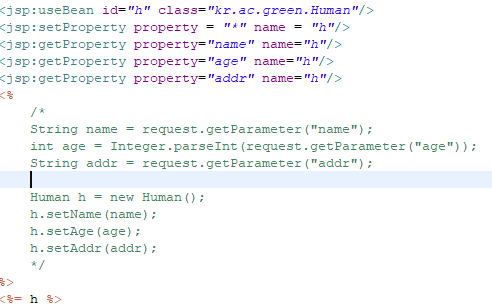 <jsp:useBean id="h" class="kr.ac.green.Human"/>
<jsp:setProperty property = "*" name = "h"/>
<jsp:getProperty property="name" name="h"/>
<jsp:getProperty property="age" name="h"/>
<jsp:getProperty property="addr" name="h"/>
<%
/*
String name = request.getParameter("name");
int age = Integer.parseInt(request.getParameter("age"));
String addr = request.getParameter("addr");
Human h = new Human();
h.setName(name);
h.setAge(age);
h.setAddr(addr);
*/
%>
<%= h %>